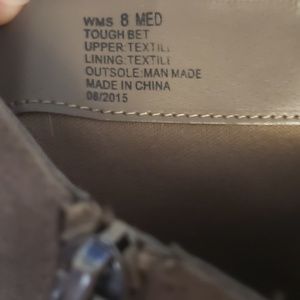 WMS 8 MED
TOUGH BET
UPPER:TEXTILE
LINING:TEXTILE
OUTSOLE:MAN MADE
MADE IN CHINA
08/2015